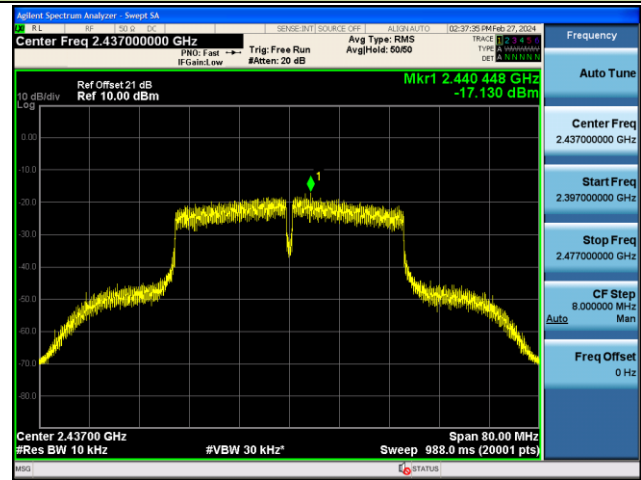 Agilent Spectrum Analyzer - Swept SA
RL RF 50 Ω DC SENSE:INT SOURCE OFF ALIGNAUTO 02:37:35 PM Feb 27, 2024
Center Freq 2.437000000 GHz
PNO: Fast
IFGain:Low
Trig: Free Run
#Atten: 20 dB
Avg Type: RMS
Avg|Hold: 50/50
TRACE 1 2 3 4 5 6
TYPE A
DET A N N N N N
Mkr1 2.440 448 GHz
-17.130 dBm
Ref Offset 21 dB
10 dB/div Ref 10.00 dBm
Log
0.00
-10.0
-20.0
-30.0
-40.0
-50.0
-60.0
-70.0
-80.0
1
Center 2.43700 GHz Span 80.00 MHz
#Res BW 10 kHz #VBW 30 kHz* Sweep 988.0 ms (20001 pts)
MSG STATUS
Frequency
Auto Tune
Center Freq
2.437000000 GHz
Start Freq
2.397000000 GHz
Stop Freq
2.477000000 GHz
CF Step
8.000000 MHz
Auto Man
Freq Offset
0 Hz